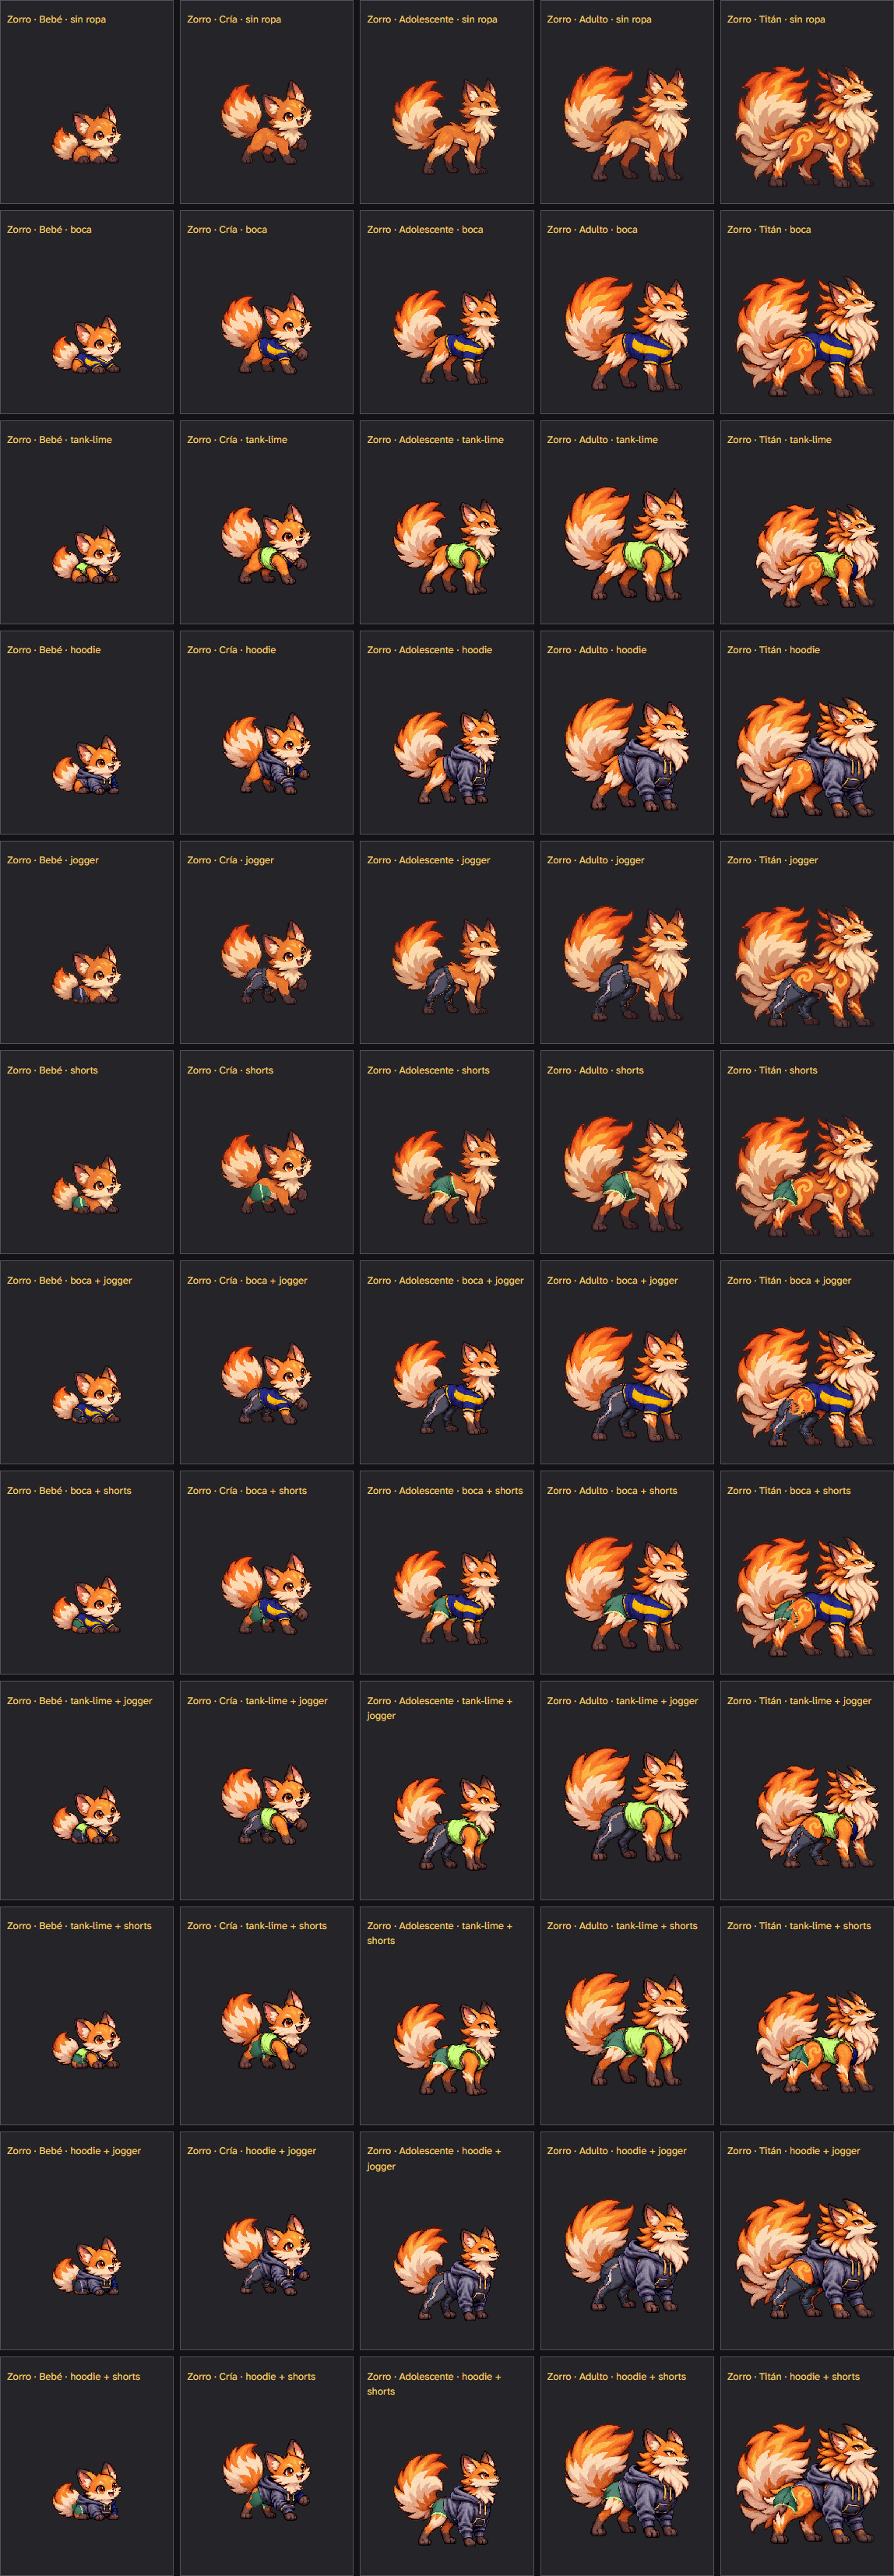 Zorro · Bebé · sin ropa
Zorro · Cría · sin ropa
Zorro · Adolescente · sin ropa
Zorro · Adulto · sin ropa
Zorro · Titán · sin ropa
Zorro · Bebé · boca
Zorro · Cría · boca
Zorro · Adolescente · boca
Zorro · Adulto · boca
Zorro · Titán · boca
Zorro · Bebé · tank-lime
Zorro · Cría · tank-lime
Zorro · Adolescente · tank-lime
Zorro · Adulto · tank-lime
Zorro · Titán · tank-lime
Zorro · Bebé · hoodie
Zorro · Cría · hoodie
Zorro · Adolescente · hoodie
Zorro · Adulto · hoodie
Zorro · Titán · hoodie
Zorro · Bebé · jogger
Zorro · Cría · jogger
Zorro · Adolescente · jogger
Zorro · Adulto · jogger
Zorro · Titán · jogger
Zorro · Bebé · shorts
Zorro · Cría · shorts
Zorro · Adolescente · shorts
Zorro · Adulto · shorts
Zorro · Titán · shorts
Zorro · Bebé · boca + jogger
Zorro · Cría · boca + jogger
Zorro · Adolescente · boca + jogger
Zorro · Adulto · boca + jogger
Zorro · Titán · boca + jogger
Zorro · Bebé · boca + shorts
Zorro · Cría · boca + shorts
Zorro · Adolescente · boca + shorts
Zorro · Adulto · boca + shorts
Zorro · Titán · boca + shorts
Zorro · Bebé · tank-lime + jogger
Zorro · Cría · tank-lime + jogger
Zorro · Adolescente · tank-lime +
jogger
Zorro · Adulto · tank-lime + jogger
Zorro · Titán · tank-lime + jogger
Zorro · Bebé · tank-lime + shorts
Zorro · Cría · tank-lime + shorts
Zorro · Adolescente · tank-lime +
shorts
Zorro · Adulto · tank-lime + shorts
Zorro · Titán · tank-lime + shorts
Zorro · Bebé · hoodie + jogger
Zorro · Cría · hoodie + jogger
Zorro · Adolescente · hoodie +
jogger
Zorro · Adulto · hoodie + jogger
Zorro · Titán · hoodie + jogger
Zorro · Bebé · hoodie + shorts
Zorro · Cría · hoodie + shorts
Zorro · Adolescente · hoodie +
shorts
Zorro · Adulto · hoodie + shorts
Zorro · Titán · hoodie + shorts